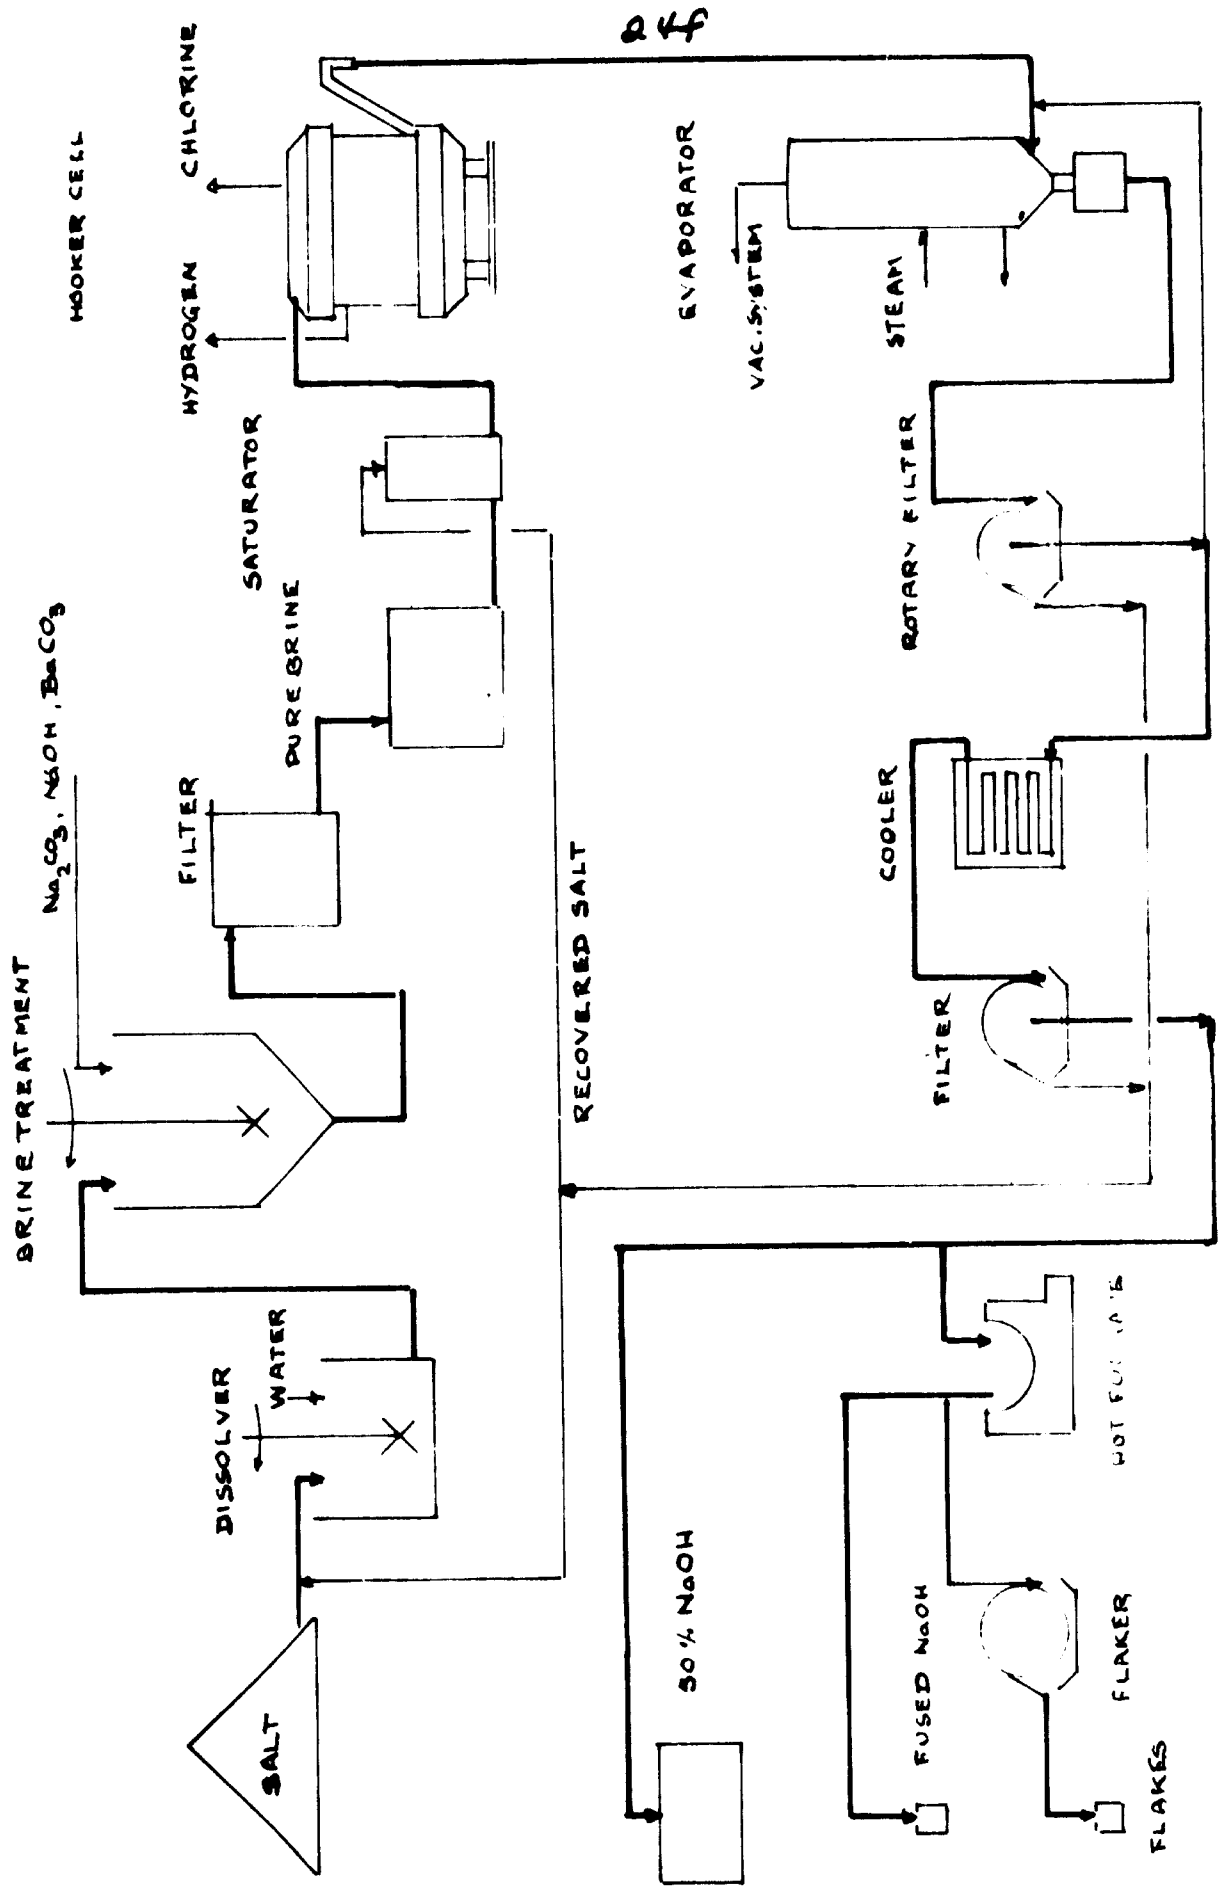 BRINE TREATMENT
Na2CO3, NaOH, BaCO3
HOOKER CELL
HYDROGEN
CHLORINE
FILTER
DISSOLVER
WATER
SATURATOR
PURE BRINE
SALT
RECOVERED SALT
EVAPORATOR
VAC. SYSTEM
STEAM
50% NaOH
COOLER
ROTARY FILTER
FILTER
FUSED NaOH
FLAKER
FLAKES